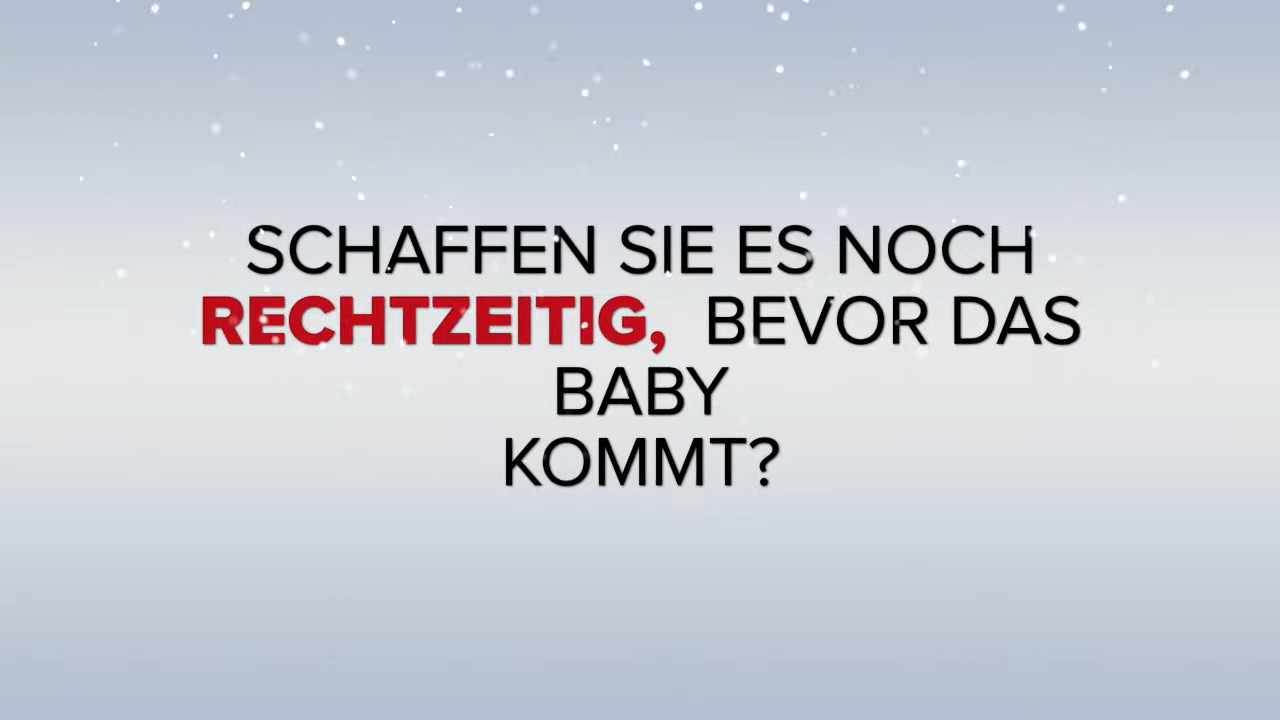 SCHAFFEN SIE ES NOCH
RECHTZEITIG, BEVOR DAS
BABY
KOMMT?